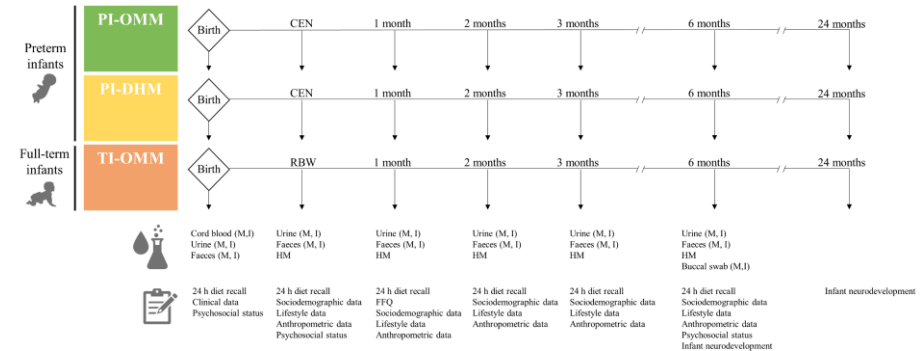 Preterm
infants
PI-OMM
Birth
CEN
1 month
2 months
3 months
6 months
24 months
PI-DHM
Birth
CEN
1 month
2 months
3 months
6 months
24 months
Full-term
infants
TI-OMM
Birth
RBW
1 month
2 months
3 months
6 months
24 months
Cord blood (M,I)
Urine (M, I)
Faeces (M, I)
Urine (M, I)
Faeces (M, I)
HM
Urine (M, I)
Faeces (M, I)
HM
Urine (M, I)
Faeces (M, I)
HM
Urine (M, I)
Faeces (M, I)
HM
Urine (M, I)
Faeces (M, I)
HM
Buccal swab (M,I)
24 h diet recall
Clinical data
Psychosocial status
24 h diet recall
Sociodemographic data
Lifestyle data
Anthropometric data
Psychosocial status
24 h diet recall
FFQ
Sociodemographic data
Lifestyle data
Anthropometric data
24 h diet recall
Sociodemographic data
Lifestyle data
Anthropometric data
24 h diet recall
Sociodemographic data
Lifestyle data
Anthropometric data
24 h diet recall
Sociodemographic data
Lifestyle data
Anthropometric data
Psychosocial status
Infant neurodevelopment
Infant neurodevelopment